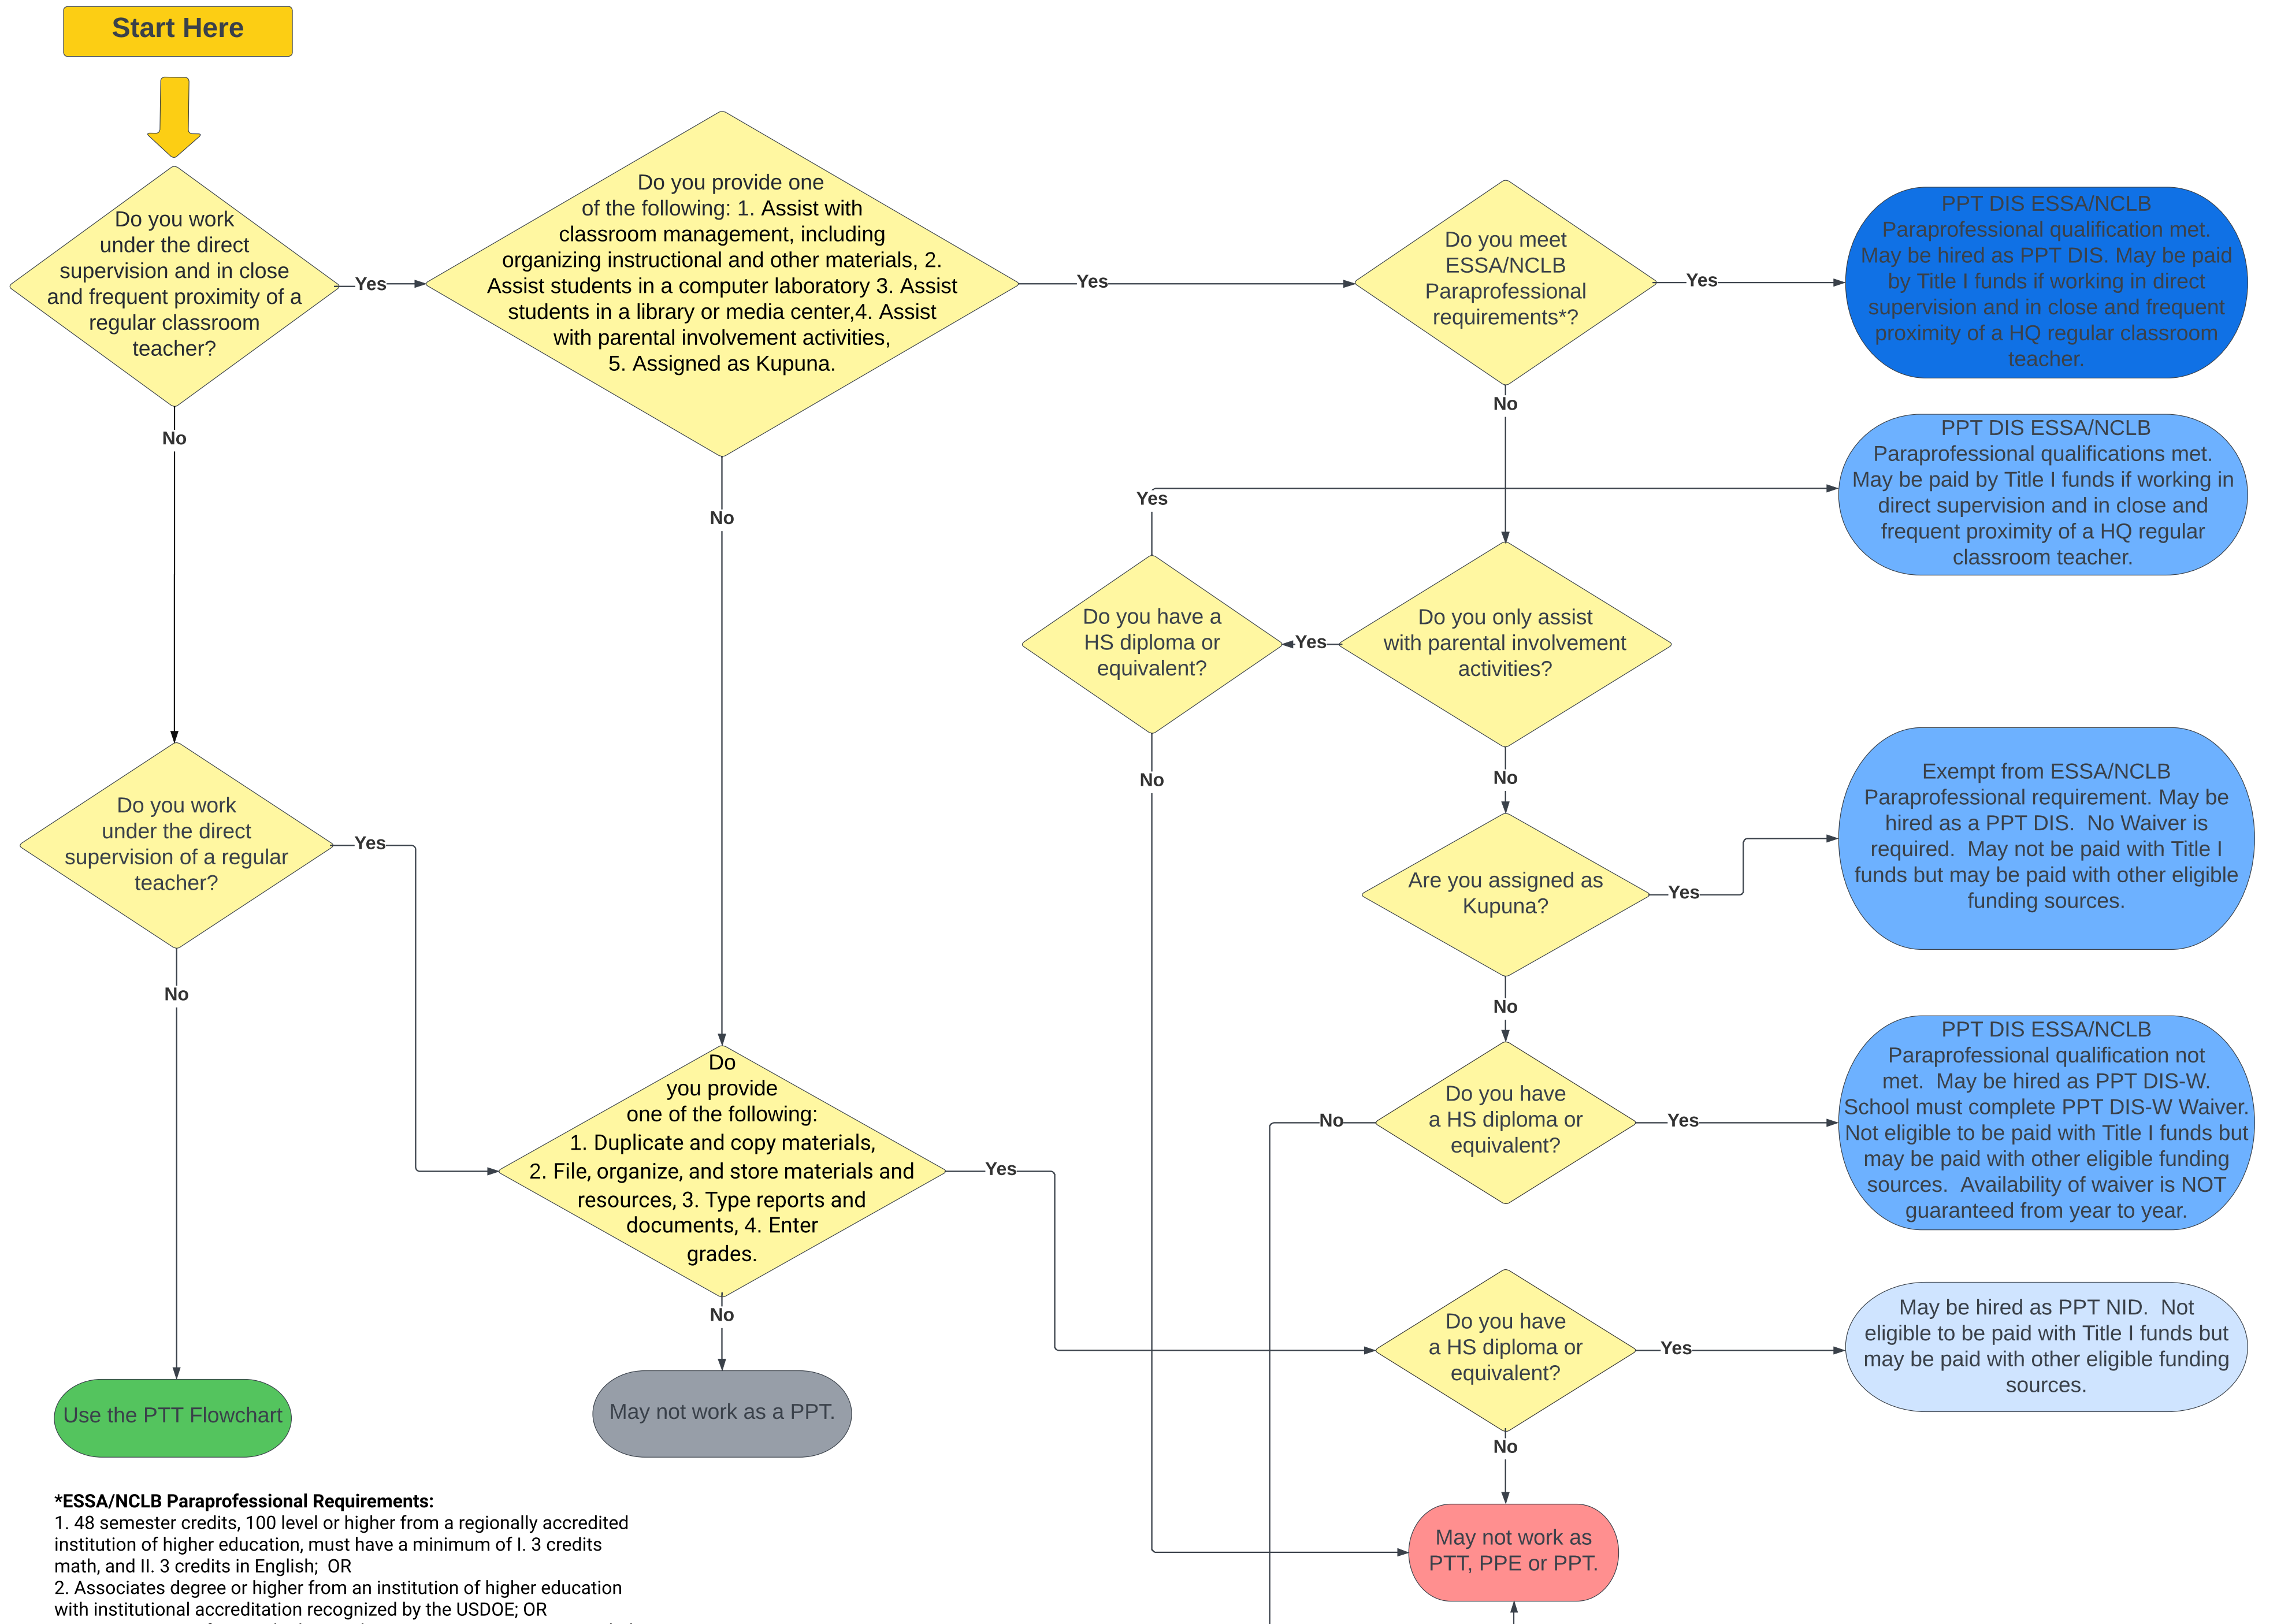 Start Here
Do you work
under the direct
supervision and in close
and frequent proximity of a
regular classroom
teacher?
Yes
No
Do you provide one
of the following: 1. Assist with
classroom management, including
organizing instructional and other materials, 2.
Assist students in a computer laboratory 3. Assist
students in a library or media center,4. Assist
with parental involvement activities,
5. Assigned as Kupuna.
Yes
No
Do you meet
ESSA/NCLB
Paraprofessional
requirements*?
Yes
No
PPT DIS ESSA/NCLB
Paraprofessional qualification met.
May be hired as PPT DIS. May be paid
by Title I funds if working in direct
supervision and in close and frequent
proximity of a HQ regular classroom
teacher.
PPT DIS ESSA/NCLB
Paraprofessional qualifications met.
May be paid by Title I funds if working in
direct supervision and in close and
frequent proximity of a HQ regular
classroom teacher.
Yes
Do you have a
HS diploma or
equivalent?
Yes
No
Do you only assist
with parental involvement
activities?
No
Do you work
under the direct
supervision of a regular
teacher?
Yes
No
Are you assigned as
Kupuna?
Yes
No
Exempt from ESSA/NCLB
Paraprofessional requirement. May be
hired as a PPT DIS.  No Waiver is
required.  May not be paid with Title I
funds but may be paid with other eligible
funding sources.
Do
you provide
one of the following:
1. Duplicate and copy materials,
2. File, organize, and store materials and
resources, 3. Type reports and
documents, 4. Enter
grades.
Yes
No
No
Do you have
a HS diploma or
equivalent?
Yes
PPT DIS ESSA/NCLB
Paraprofessional qualification not
met.  May be hired as PPT DIS-W.
School must complete PPT DIS-W Waiver.
Not eligible to be paid with Title I funds but
may be paid with other eligible funding
sources.  Availability of waiver is NOT
guaranteed from year to year.
Do you have
a HS diploma or
equivalent?
Yes
No
May be hired as PPT NID.  Not
eligible to be paid with Title I funds but
may be paid with other eligible funding
sources.
Use the PTT Flowchart
May not work as a PPT.
May not work as
PTT, PPE or PPT.
*ESSA/NCLB Paraprofessional Requirements:
1. 48 semester credits, 100 level or higher from a regionally accredited
institution of higher education, must have a minimum of I. 3 credits
math, and II. 3 credits in English;  OR
2. Associates degree or higher from an institution of higher education
with institutional accreditation recognized by the USDOE; OR